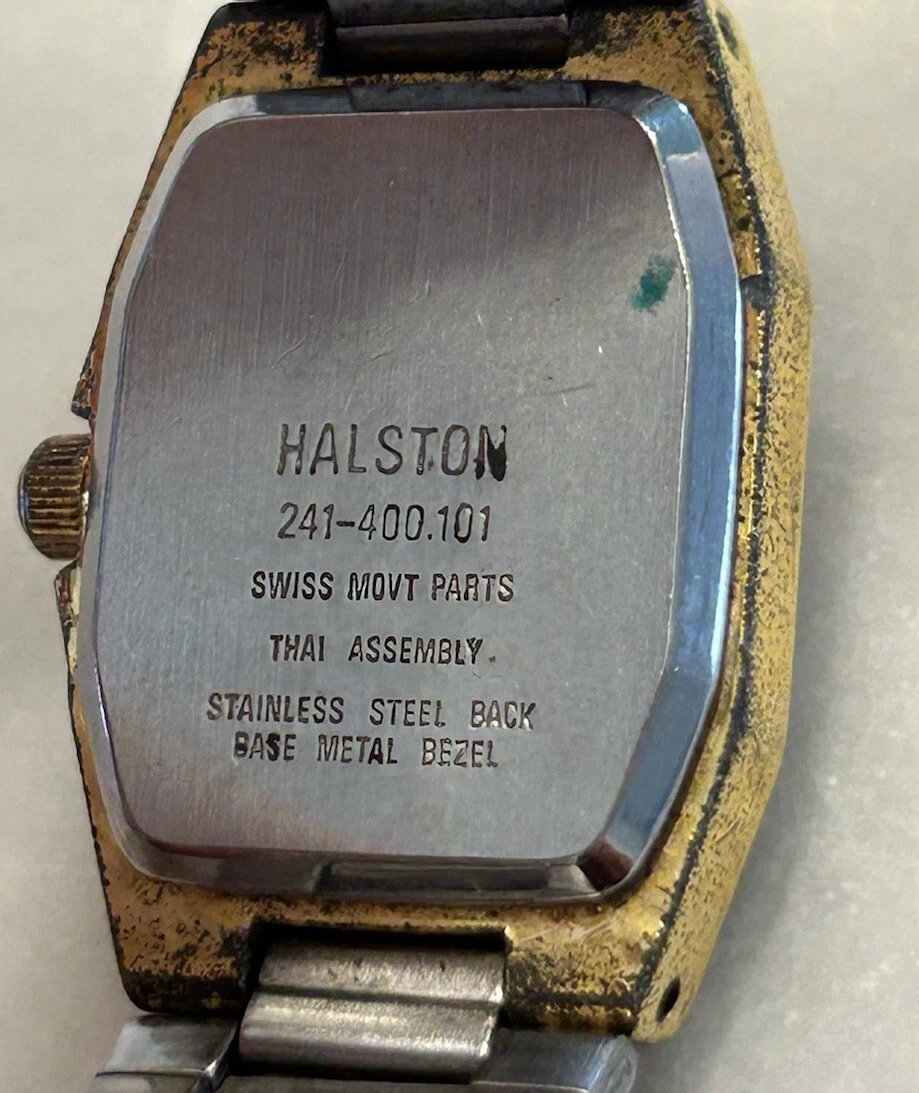 HALSTON
241-400.101
SWISS MOVT PARTS
THAI ASSEMBLY.
STAINLESS STEEL BACK
BASE METAL BEZEL